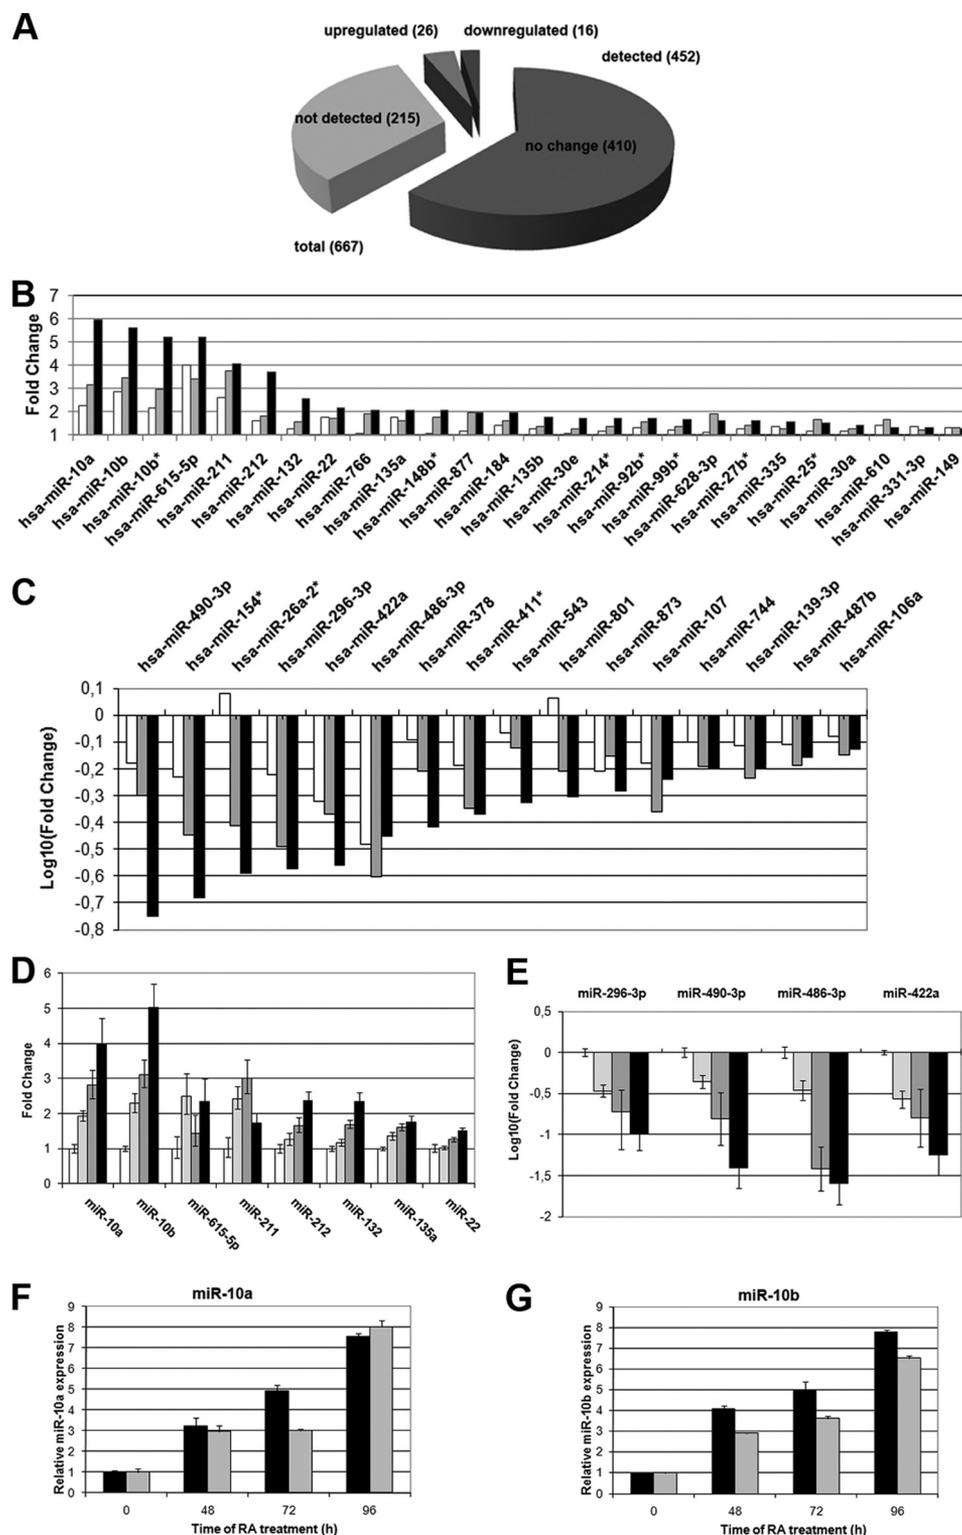 A
upregulated (26)
downregulated (16)
detected (452)
not detected (215)
no change (410)
total (667)
B
Fold Change
7
6
5
4
3
2
1
hsa-miR-10a
hsa-miR-10b
hsa-miR-10b*
hsa-miR-615-5p
hsa-miR-211
hsa-miR-212
hsa-miR-132
hsa-miR-22
hsa-miR-766
hsa-miR-135a
hsa-miR-148b*
hsa-miR-877
hsa-miR-184
hsa-miR-135b
hsa-miR-30e
hsa-miR-214*
hsa-miR-92b*
hsa-miR-99b*
hsa-miR-628-3p
hsa-miR-27b*
hsa-miR-335
hsa-miR-25*
hsa-miR-30a
hsa-miR-610
hsa-miR-331-3p
hsa-miR-149
C
hsa-miR-490-3p
hsa-miR-154*
hsa-miR-26a-2*
hsa-miR-296-3p
hsa-miR-422a
hsa-miR-486-3p
hsa-miR-378
hsa-miR-411*
hsa-miR-543
hsa-miR-801
hsa-miR-873
hsa-miR-107
hsa-miR-744
hsa-miR-139-3p
hsa-miR-487b
hsa-miR-106a
Log10(Fold Change)
0,1
0
-0,1
-0,2
-0,3
-0,4
-0,5
-0,6
-0,7
-0,8
D
Fold Change
6
5
4
3
2
1
0
miR-10a
miR-10b
miR-615-5p
miR-211
miR-212
miR-132
miR-135a
miR-22
E
miR-296-3p
miR-490-3p
miR-486-3p
miR-422a
Log10(Fold Change)
0,5
0
-0,5
-1
-1,5
-2
F
miR-10a
Relative miR-10a expression
9
8
7
6
5
4
3
2
1
0
0 48 72 96
Time of RA treatment (h)
G
miR-10b
Relative miR-10b expression
9
8
7
6
5
4
3
2
1
0
0 48 72 96
Time of RA treatment (h)